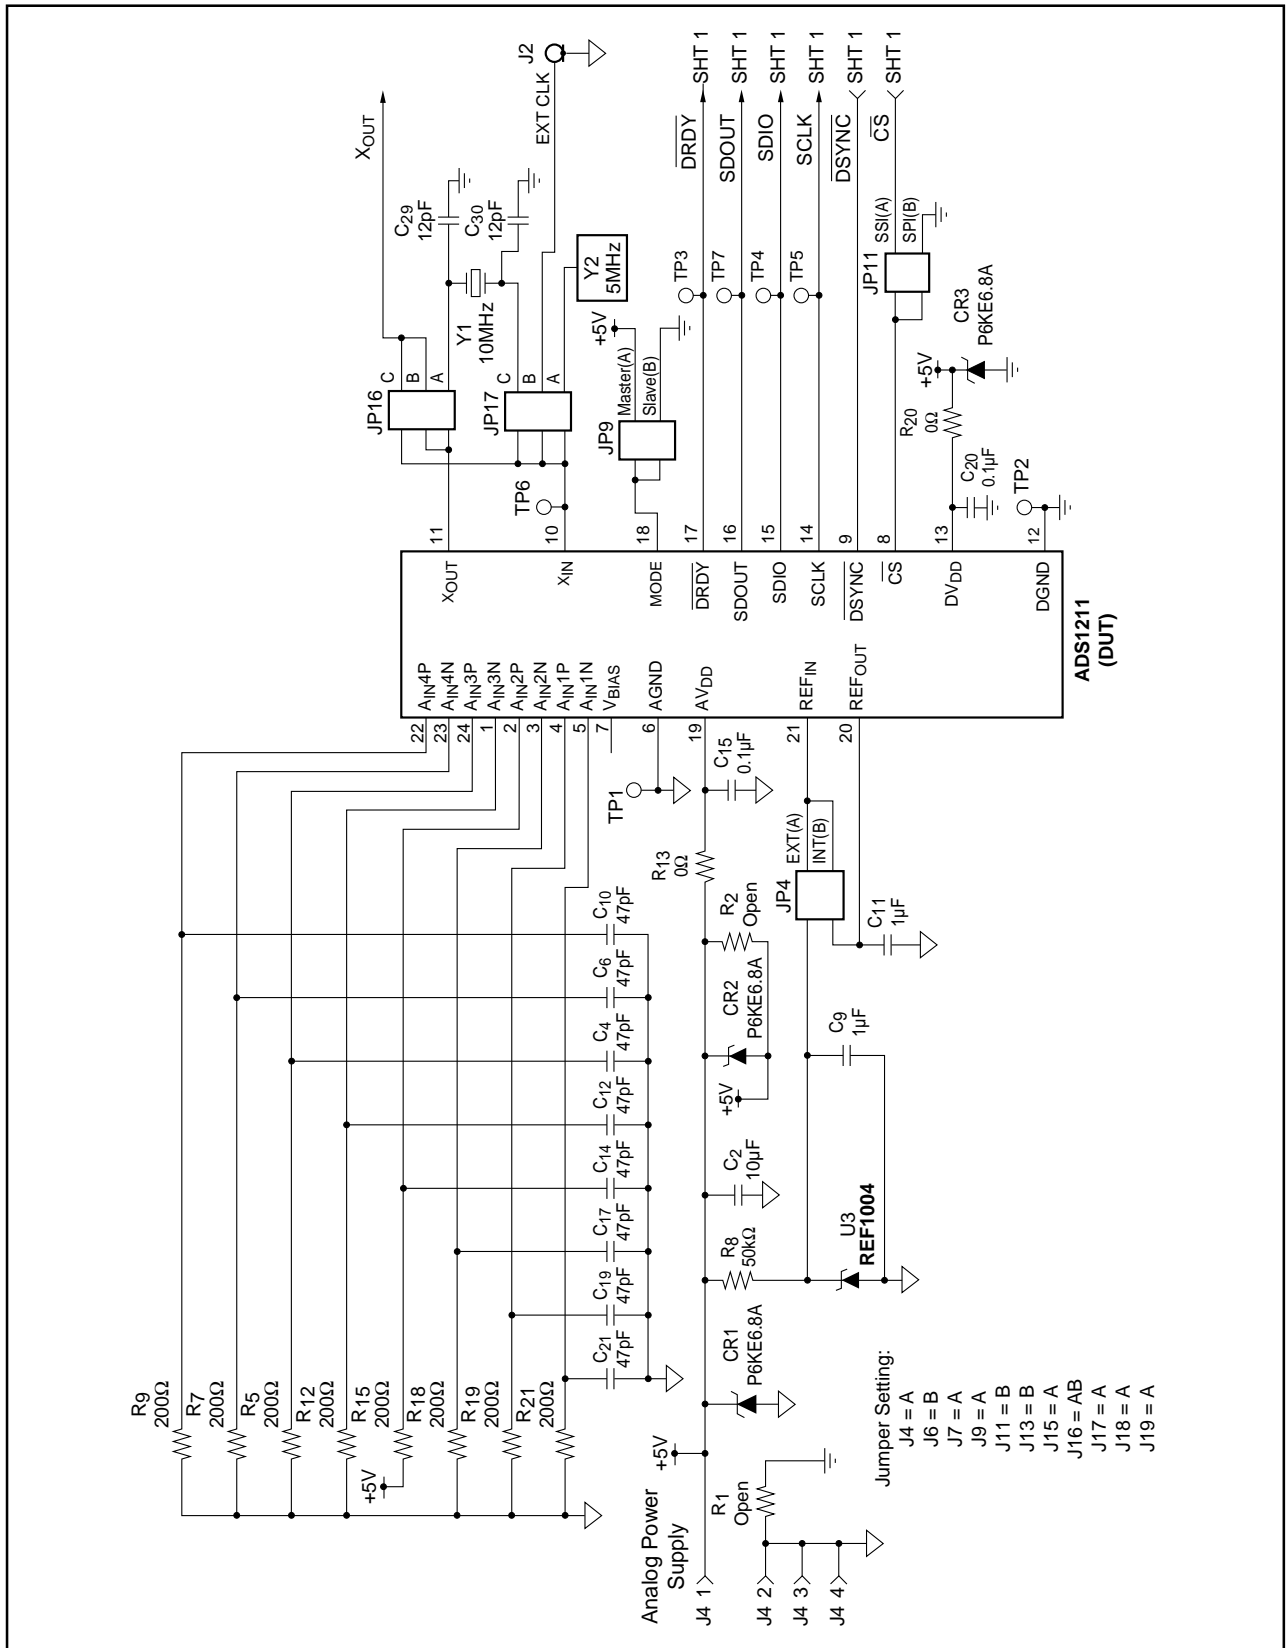 XOUT
J2
EXT CLK
C29
12pF
C30
12pF
Y1
10MHz
Y2
5MHz
JP16
C
B
A
JP17
C
B
A
TP6
+5V
Master(A)
Slave(B)
JP9
TP3
TP7
TP4
TP5
DRDY
SDOUT
SDIO
SCLK
DSYNC
CS
SHT 1
SHT 1
SHT 1
SHT 1
SHT 1
SHT 1
SSI(A)
SPI(B)
JP11
CR3
P6KE6.8A
+5V
R20
0Ω
C20
0.1µF
TP2
11
10
18
17
16
15
14
9
8
13
12
XOUT
XIN
MODE
DRDY
SDOUT
SDIO
SCLK
DSYNC
CS
DVDD
DGND
ADS1211
(DUT)
AIN4P
AIN4N
AIN3P
AIN3N
AIN2P
AIN2N
AIN1P
AIN1N
VBIAS
AGND
AVDD
REFIN
REFOUT
22
23
24
1
2
3
4
5
7
6
19
21
20
TP1
C15
0.1µF
R13
0Ω
EXT(A)
INT(B)
JP4
C11
1µF
R2
Open
CR2
P6KE6.8A
+5V
C9
1µF
C2
10µF
R8
50kΩ
U3
REF1004
CR1
P6KE6.8A
C10
47pF
C6
47pF
C4
47pF
C12
47pF
C14
47pF
C17
47pF
C19
47pF
C21
47pF
R9
200Ω
R7
200Ω
R5
200Ω
R12
200Ω
R15
200Ω
R18
200Ω
R19
200Ω
R21
200Ω
+5V
+5V
Analog Power
Supply
R1
Open
J4 1
J4 2
J4 3
J4 4
Jumper Setting:
J4 = A
J6 = B
J7 = A
J9 = A
J11 = B
J13 = B
J15 = A
J16 = AB
J17 = A
J18 = A
J19 = A